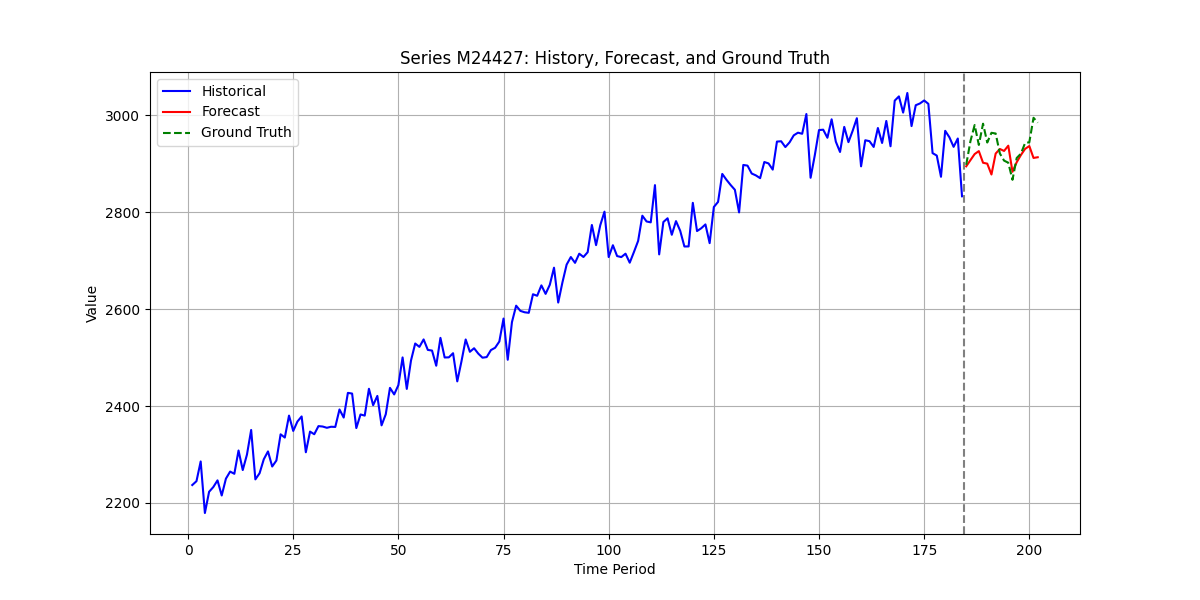 Series M24427: History, Forecast, and Ground Truth
Historical
Forecast
Ground Truth
3000
2800
2600
2400
2200
Value
0 25 50 75 100 125 150 175 200
Time Period